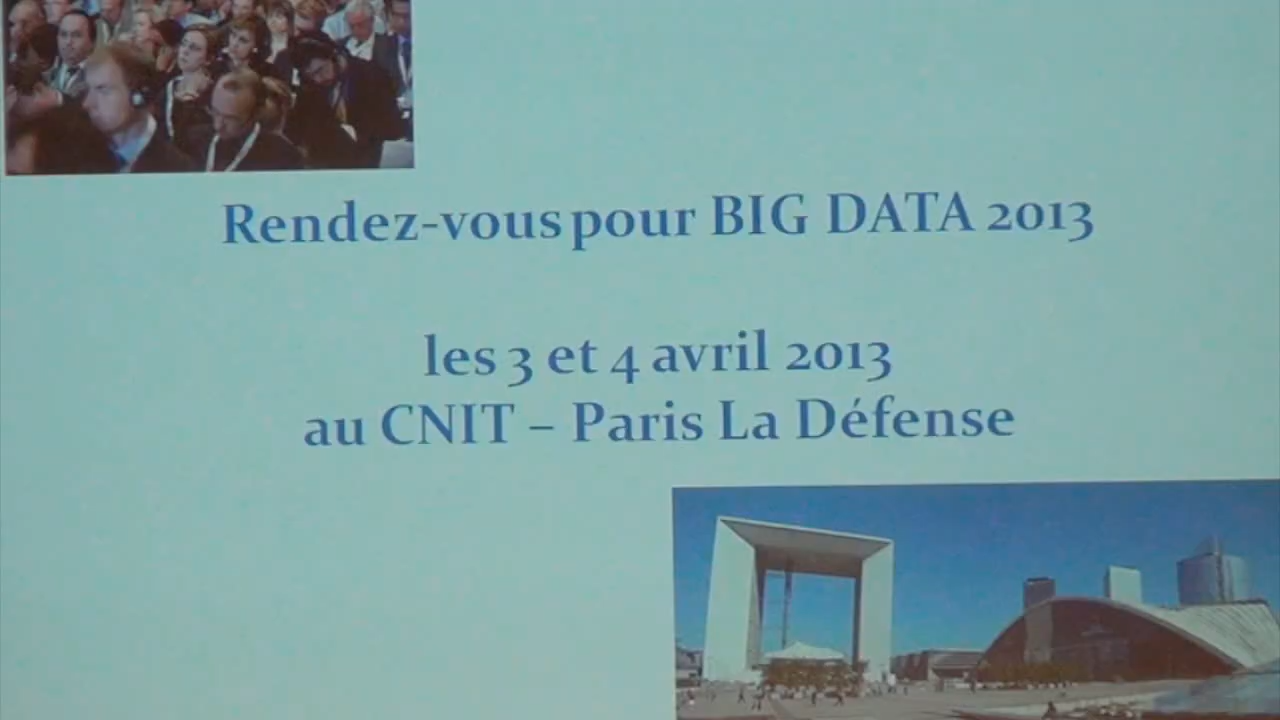 Rendez-vous pour BIG DATA 2013
les 3 et 4 avril 2013
au CNIT – Paris La Défense